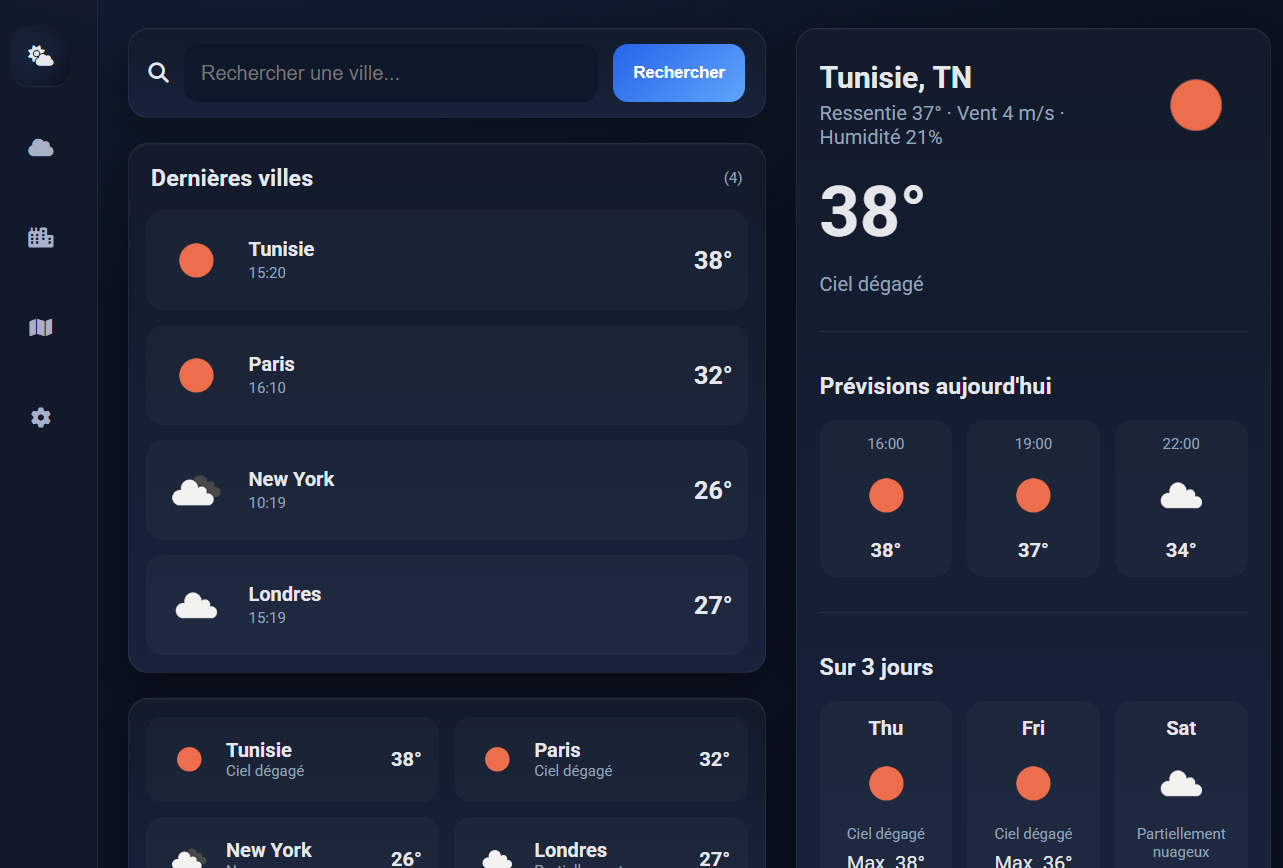 Rechercher une ville...
Rechercher
Dernières villes
(4)
Tunisie
15:20
38°
Paris
16:10
32°
New York
10:19
26°
Londres
15:19
27°
Tunisie
Ciel dégagé
38°
Paris
Ciel dégagé
32°
New York
26°
Londres
27°
Tunisie, TN
Ressentie 37° · Vent 4 m/s ·
Humidité 21%
38°
Ciel dégagé
Prévisions aujourd'hui
16:00
19:00
22:00
38°
37°
34°
Sur 3 jours
Thu
Fri
Sat
Ciel dégagé
Ciel dégagé
Partiellement
nuageux
Max. 38°
Max. 36°